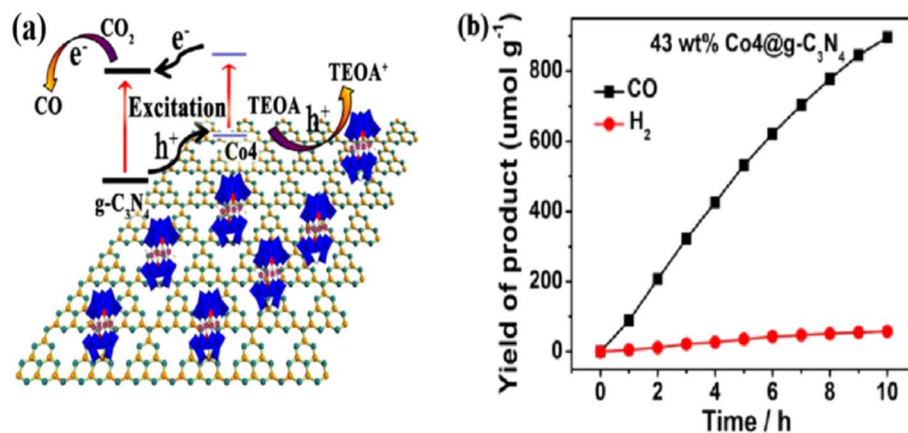 (a)
CO₂
e⁻
e⁻
CO
Excitation
TEOA
TEOA⁺
h⁺
h⁺
Co4
g-C₃N₄
(b)
43 wt% Co4@g-C₃N₄
CO
H₂
Yield of product (umol g⁻¹)
800
600
400
200
0
0 2 4 6 8 10
Time / h